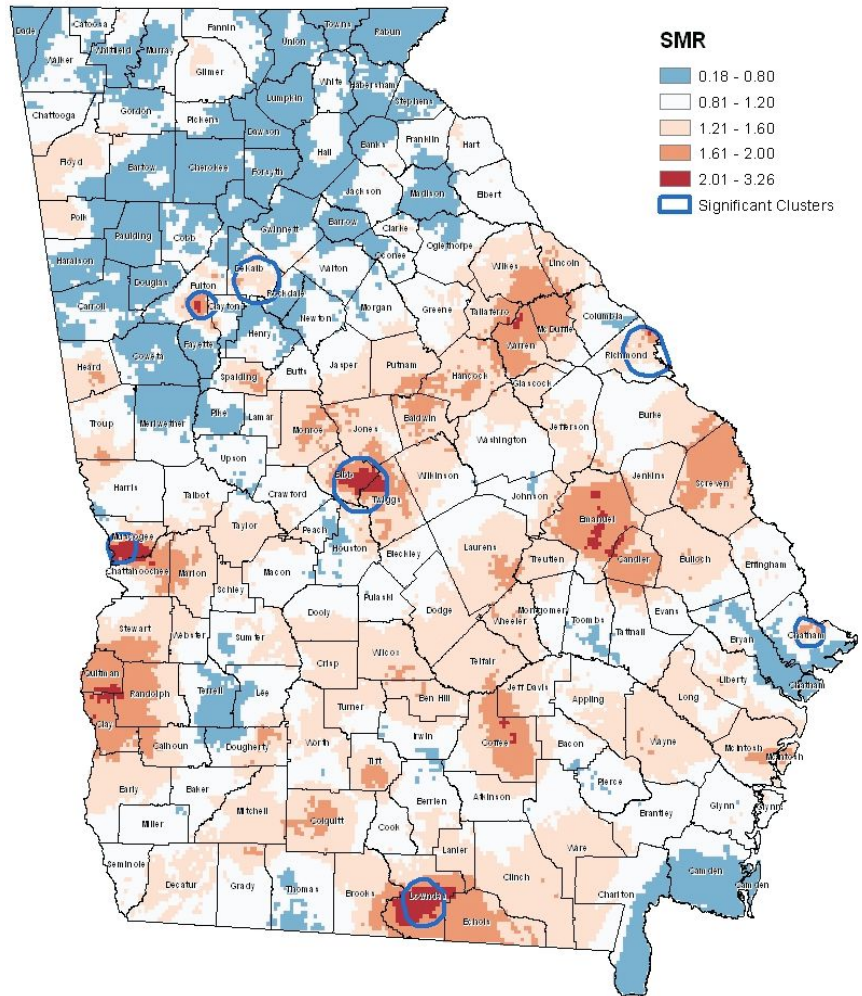 SMR
0.18 - 0.80
0.81 - 1.20
1.21 - 1.60
1.61 - 2.00
2.01 - 3.26
Significant Clusters
Dade
Catoosa
Fannin
Towns
Rabun
Walker
Whitfield
Murray
Union
Gilmer
White
Habersham
Chattooga
Gordon
Pickens
Lumpkin
Stephens
Dawson
Floyd
Bartow
Cherokee
Forsyth
Hall
Banks
Franklin
Hart
Jackson
Madison
Elbert
Polk
Paulding
Cobb
Gwinnett
Barrow
Clarke
Oglethorpe
Oconee
Haralson
Douglas
Fulton
DeKalb
Rockdale
Walton
Wilkes
Lincoln
Carroll
Clayton
Henry
Newton
Morgan
Greene
Taliaferro
McDuffie
Columbia
Coweta
Fayette
Heard
Spalding
Butts
Jasper
Putnam
Hancock
Warren
Glascock
Richmond
Troup
Meriwether
Pike
Lamar
Monroe
Jones
Baldwin
Washington
Jefferson
Burke
Upson
Bibb
Twiggs
Wilkinson
Harris
Talbot
Crawford
Johnson
Jenkins
Screven
Muscogee
Taylor
Peach
Houston
Bleckley
Laurens
Emanuel
Candler
Bulloch
Effingham
Chattahoochee
Marion
Schley
Macon
Treutlen
Stewart
Webster
Sumter
Dooly
Pulaski
Dodge
Wheeler
Montgomer
Toombs
Tattnall
Evans
Bryan
Chatham
Quitman
Randolph
Terrell
Lee
Crisp
Wilcox
Telfair
Jeff Davis
Appling
Long
Liberty
Chatham
Clay
Calhoun
Dougherty
Worth
Turner
Ben Hill
Irwin
Coffee
Bacon
Wayne
McIntosh
McIntosh
Early
Baker
Mitchell
Tift
Berrien
Atkinson
Pierce
Brantley
Glynn
Glynn
Miller
Colquitt
Cook
Lanier
Ware
Seminole
Decatur
Grady
Thomas
Brooks
Lowndes
Echols
Clinch
Charlton
Camden
Camden